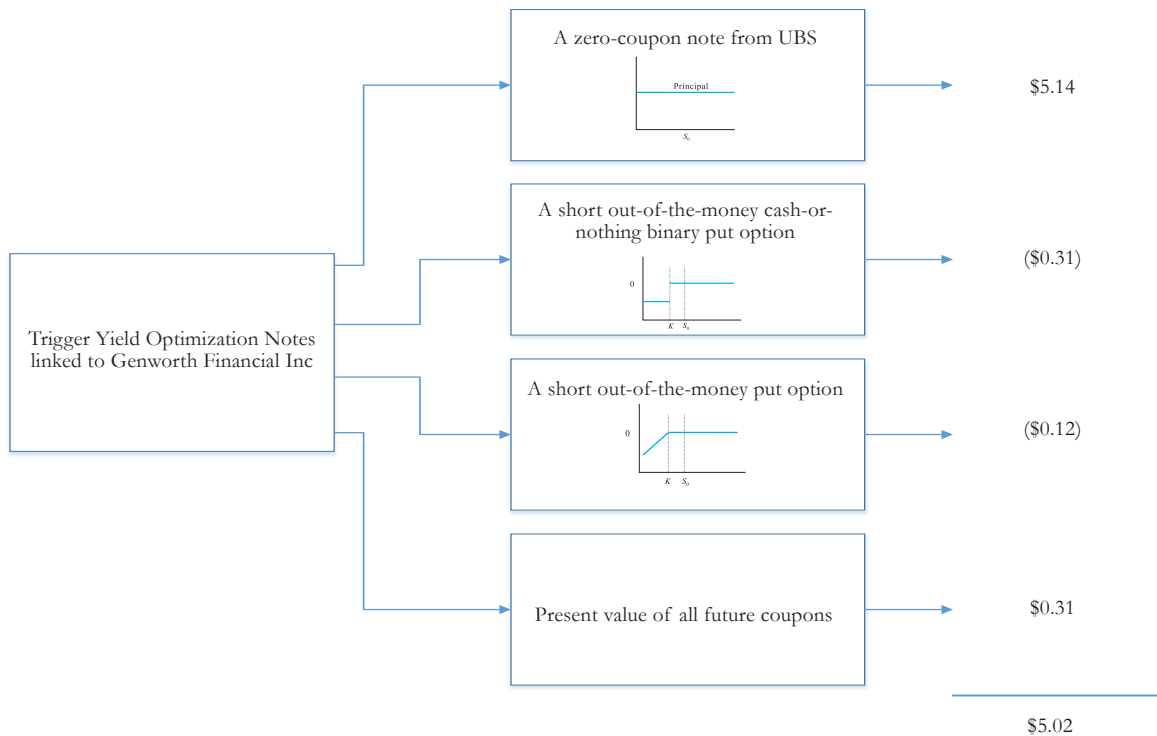 A zero-coupon note from UBS
Principal
S₀
$5.14
A short out-of-the-money cash-or-
nothing binary put option
0
K S₀
($0.31)
Trigger Yield Optimization Notes
linked to Genworth Financial Inc
A short out-of-the-money put option
0
K S₀
($0.12)
Present value of all future coupons
$0.31
$5.02